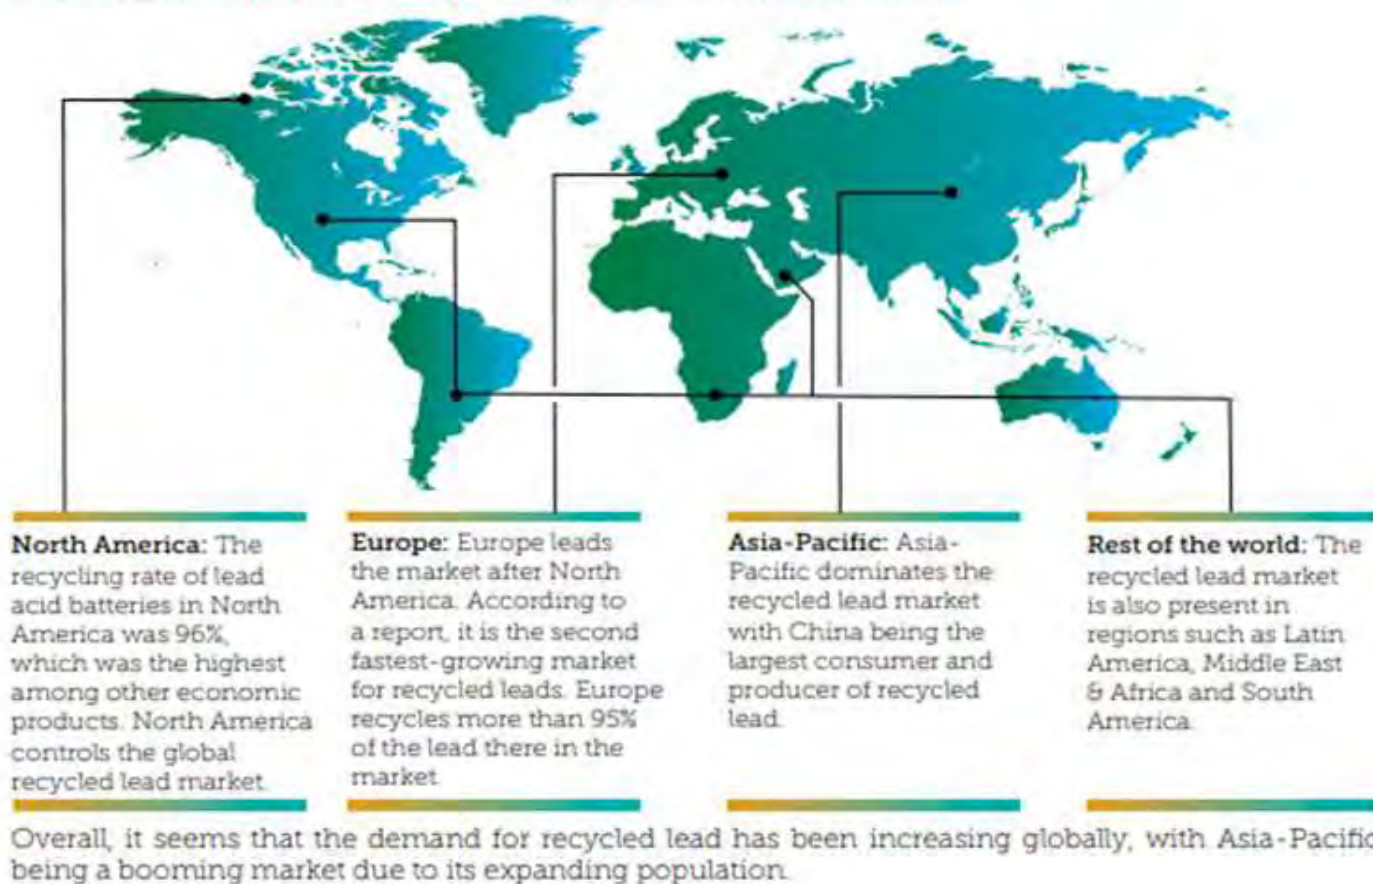 North America: The
recycling rate of lead
acid batteries in North
America was 96%,
which was the highest
among other economic
products. North America
controls the global
recycled lead market.
Europe: Europe leads
the market after North
America. According to
a report, it is the second
fastest-growing market
for recycled leads. Europe
recycles more than 95%
of the lead there in the
market.
Asia-Pacific: Asia-
Pacific dominates the
recycled lead market
with China being the
largest consumer and
producer of recycled
lead.
Rest of the world: The
recycled lead market
is also present in
regions such as Latin
America, Middle East
& Africa and South
America.
Overall, it seems that the demand for recycled lead has been increasing globally, with Asia-Pacific
being a booming market due to its expanding population.